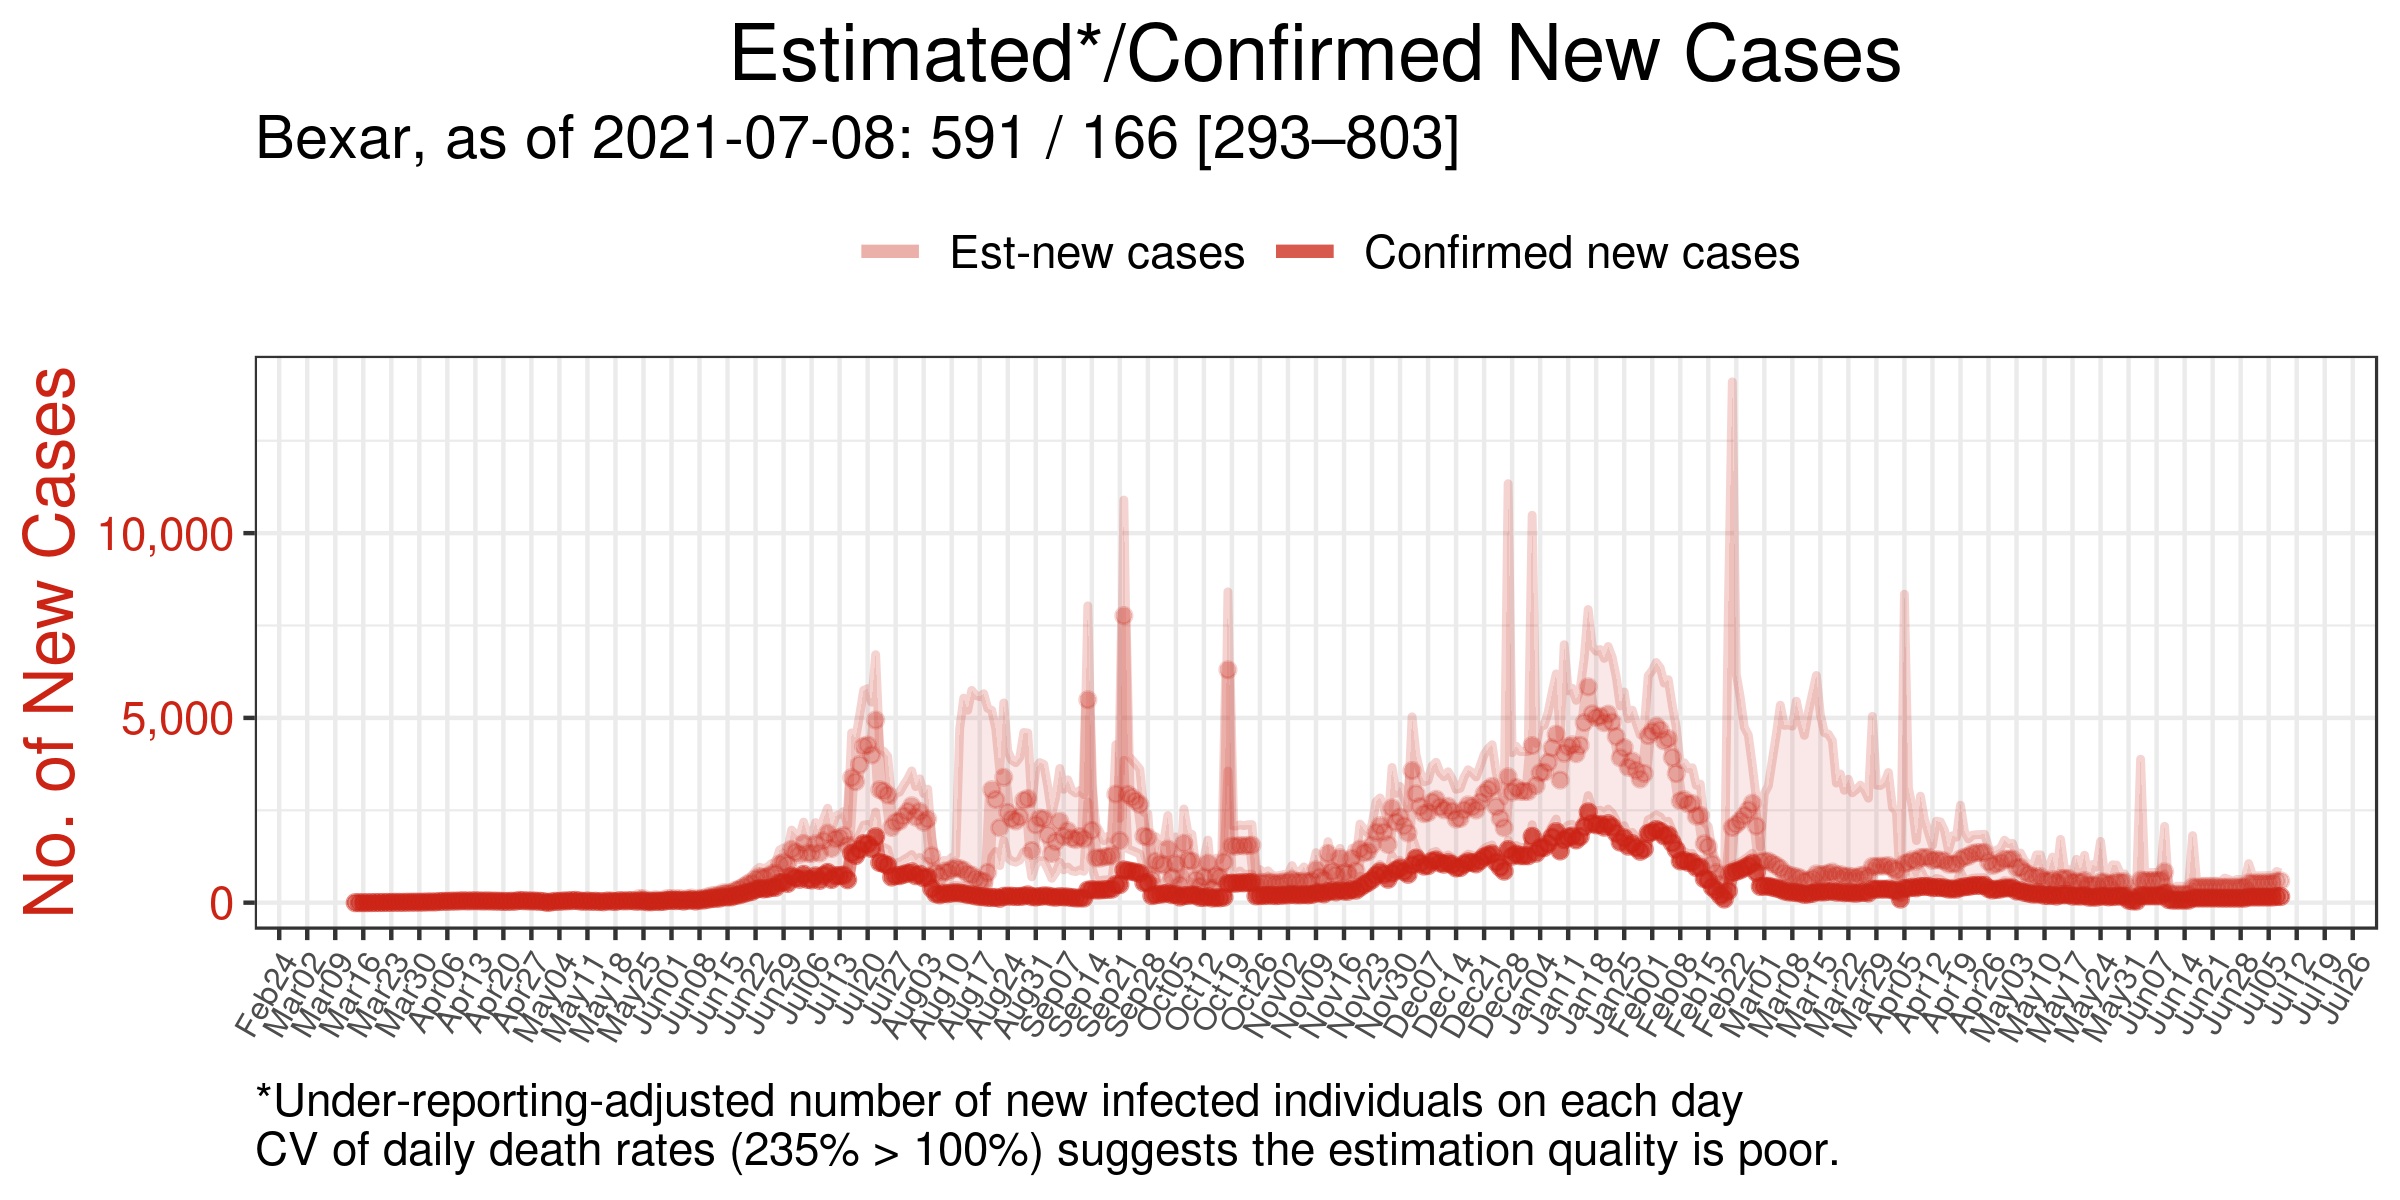 Estimated*/Confirmed New Cases
Bexar, as of 2021-07-08: 591 / 166 [293–803]
Est-new cases Confirmed new cases
No. of New Cases
10,000
5,000
0
Feb24 Mar02 Mar09 Mar16 Mar23 Mar30 Apr06 Apr13 Apr20 Apr27 May04 May11 May18 May25 Jun01 Jun08 Jun15 Jun22 Jun29 Jul06 Jul13 Jul20 Jul27 Aug03 Aug10 Aug17 Aug24 Aug31 Sep07 Sep14 Sep21 Sep28 Oct05 Oct12 Oct19 Oct26 Nov02 Nov09 Nov16 Nov23 Nov30 Dec07 Dec14 Dec21 Dec28 Jan04 Jan11 Jan18 Jan25 Feb01 Feb08 Feb15 Feb22 Mar01 Mar08 Mar15 Mar22 Mar29 Apr05 Apr12 Apr19 Apr26 May03 May10 May17 May24 May31 Jun07 Jun14 Jun21 Jun28 Jul05 Jul12 Jul19 Jul26
*Under-reporting-adjusted number of new infected individuals on each day
CV of daily death rates (235% > 100%) suggests the estimation quality is poor.